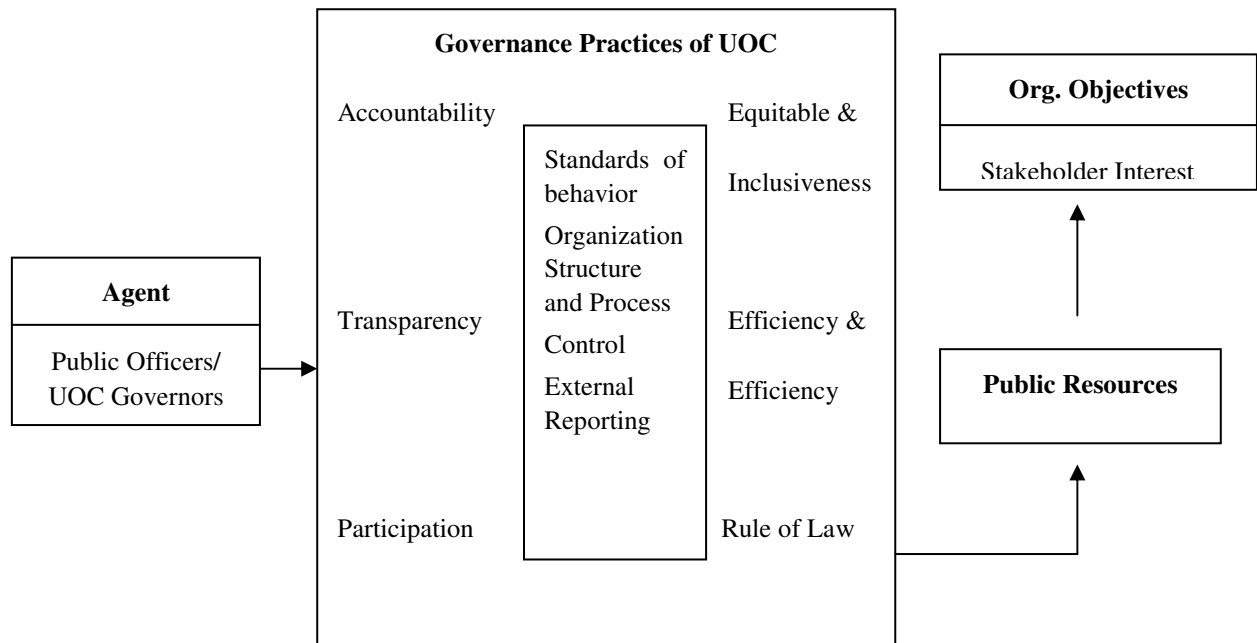 Agent
Public Officers/
UOC Governors
Governance Practices of UOC
Accountability
Transparency
Participation
Standards of
behavior
Organization
Structure
and Process
Control
External
Reporting
Equitable &
Inclusiveness
Efficiency &
Efficiency
Rule of Law
Org. Objectives
Stakeholder Interest
Public Resources